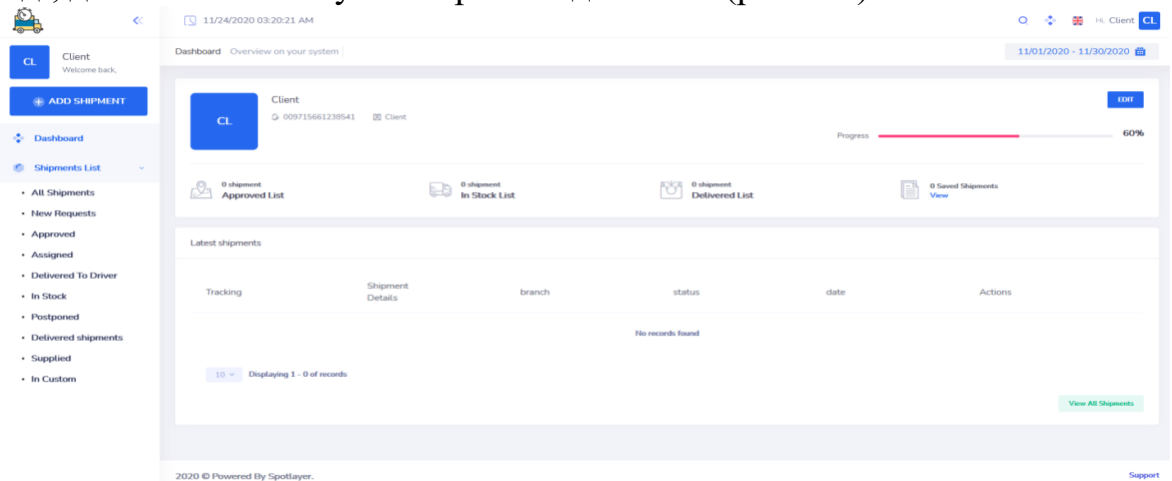 11/24/2020 03:20:21 AM
Hi, Client CL
CL
Client
Welcome back,
Dashboard Overview on your system
11/01/2020 - 11/30/2020
ADD SHIPMENT
Dashboard
Shipments List
All Shipments
New Requests
Approved
Assigned
Delivered To Driver
In Stock
Postponed
Delivered shipments
Supplied
In Custom
CL
Client
009715661238541 Client
EDIT
Progress 60%
0 shipment
Approved List
0 shipment
In Stock List
0 shipment
Delivered List
0 Saved Shipments
View
Latest shipments
Tracking
Shipment
Details
branch
status
date
Actions
No records found
10 Displaying 1 - 0 of records
View All Shipments
2020 © Powered By Spotlayer.
Support